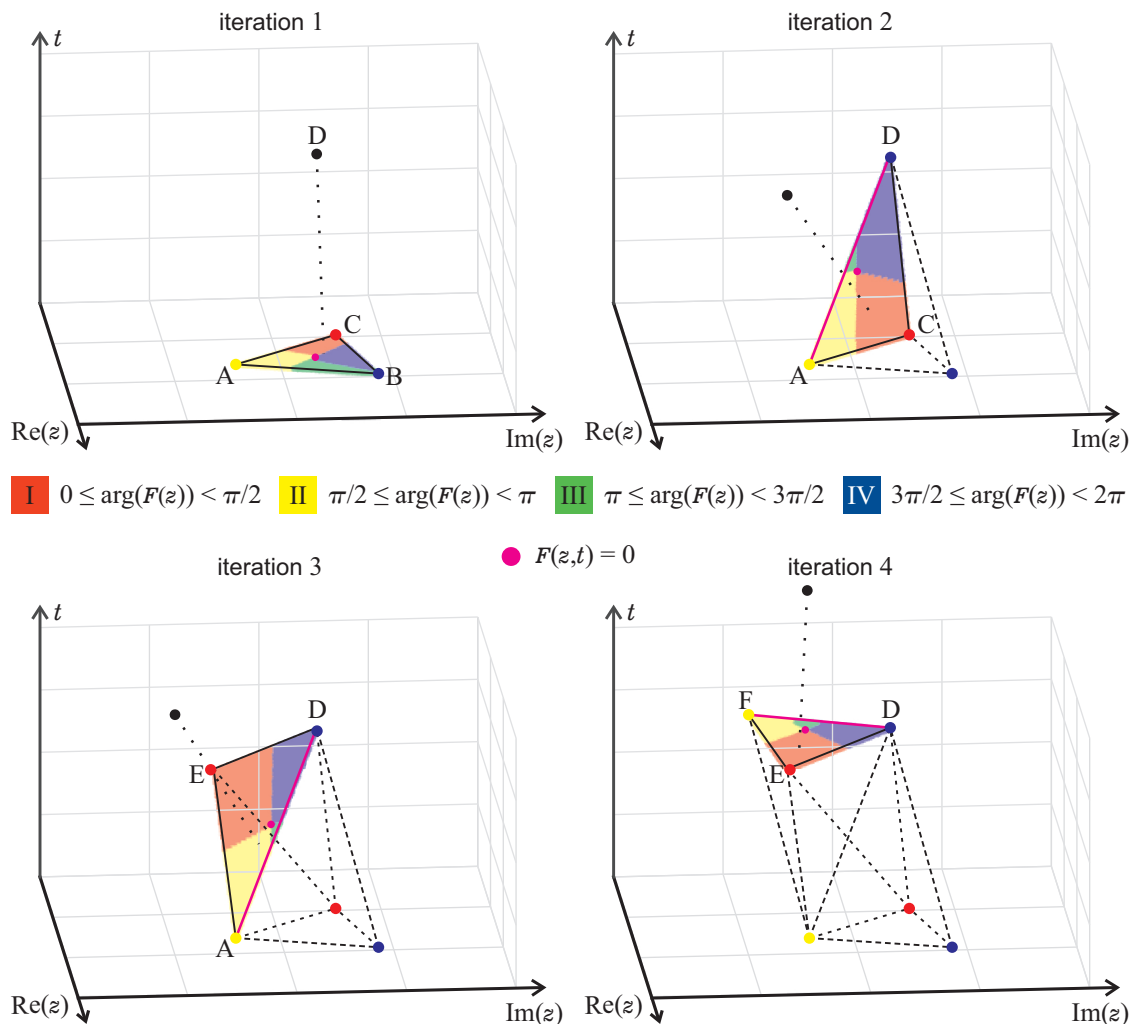 iteration 1
t
D
C
A
B
Re(z)
Im(z)
iteration 2
t
D
C
A
Re(z)
Im(z)
I 0 ≤ arg(F(z)) < π/2 II π/2 ≤ arg(F(z)) < π III π ≤ arg(F(z)) < 3π/2 IV 3π/2 ≤ arg(F(z)) < 2π
F(z,t) = 0
iteration 3
t
D
E
A
Re(z)
Im(z)
iteration 4
t
F
D
E
Re(z)
Im(z)